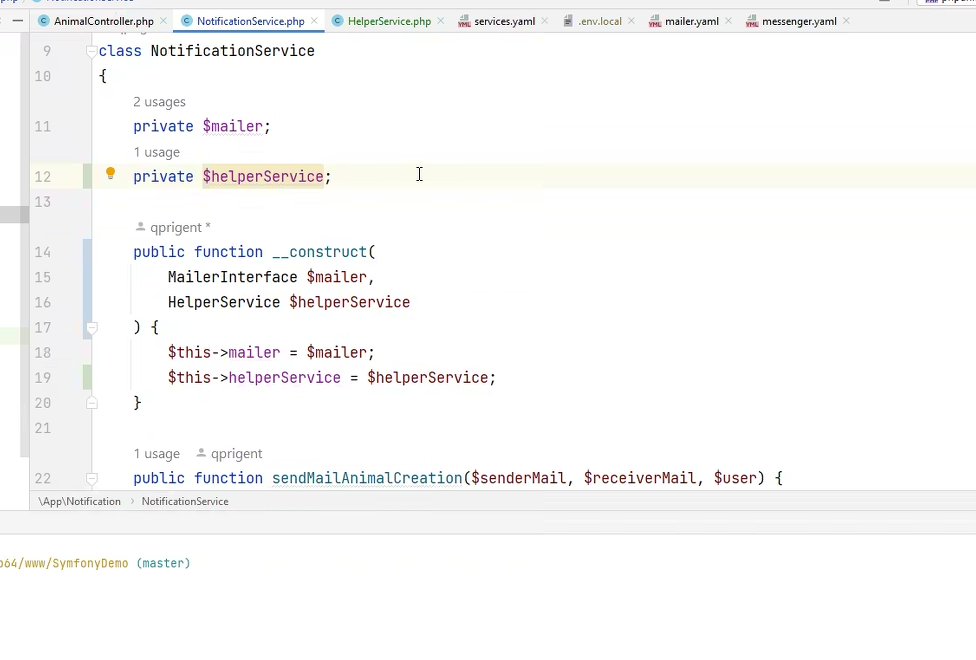 AnimalController.php NotificationService.php HelperService.php services.yaml .env.local mailer.yaml messenger.yaml
9 class NotificationService
10 {
2 usages
11 private $mailer;
1 usage
12 private $helperService;
13
qprigent *
14 public function __construct(
15 MailerInterface $mailer,
16 HelperService $helperService
17 ) {
18 $this->mailer = $mailer;
19 $this->helperService = $helperService;
20 }
21
1 usage qprigent
22 public function sendMailAnimalCreation($senderMail, $receiverMail, $user) {
\App\Notification › NotificationService
p64/www/SymfonyDemo (master)